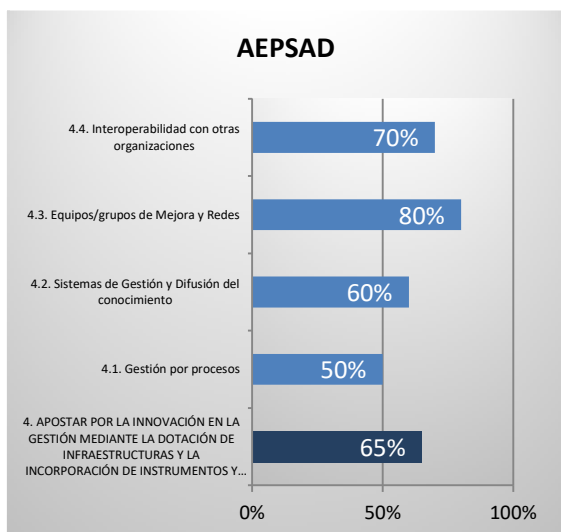 AEPSAD
4.4. Interoperabilidad con otras
organizaciones
70%
4.3. Equipos/grupos de Mejora y Redes
80%
4.2. Sistemas de Gestión y Difusión del
conocimiento
60%
4.1. Gestión por procesos
50%
4. APOSTAR POR LA INNOVACIÓN EN LA
GESTIÓN MEDIANTE LA DOTACIÓN DE
INFRAESTRUCTURAS Y LA
INCORPORACIÓN DE INSTRUMENTOS Y…
65%
0% 50% 100%